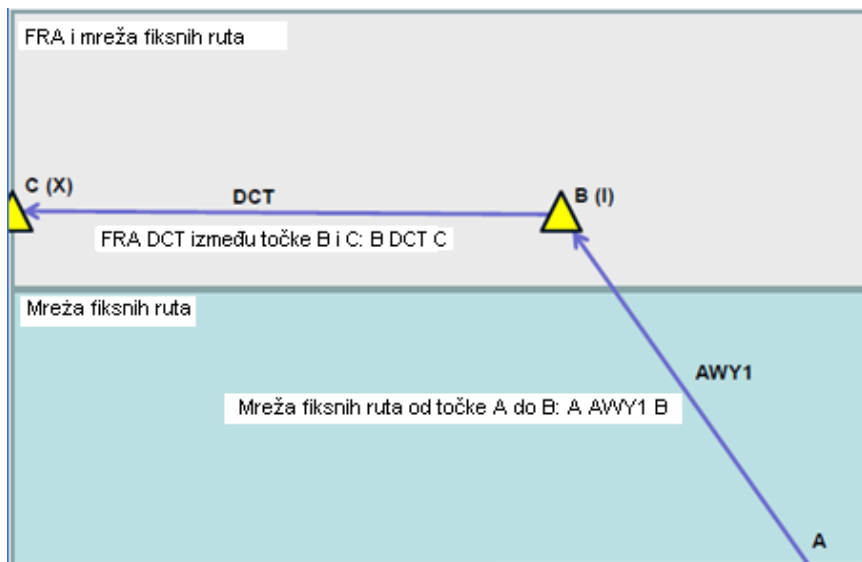 FRA i mreža fiksnih ruta
C (X)
DCT
B (I)
FRA DCT između točke B i C: B DCT C
Mreža fiksnih ruta
AWY1
Mreža fiksnih ruta od točke A do B: A AWY1 B
A